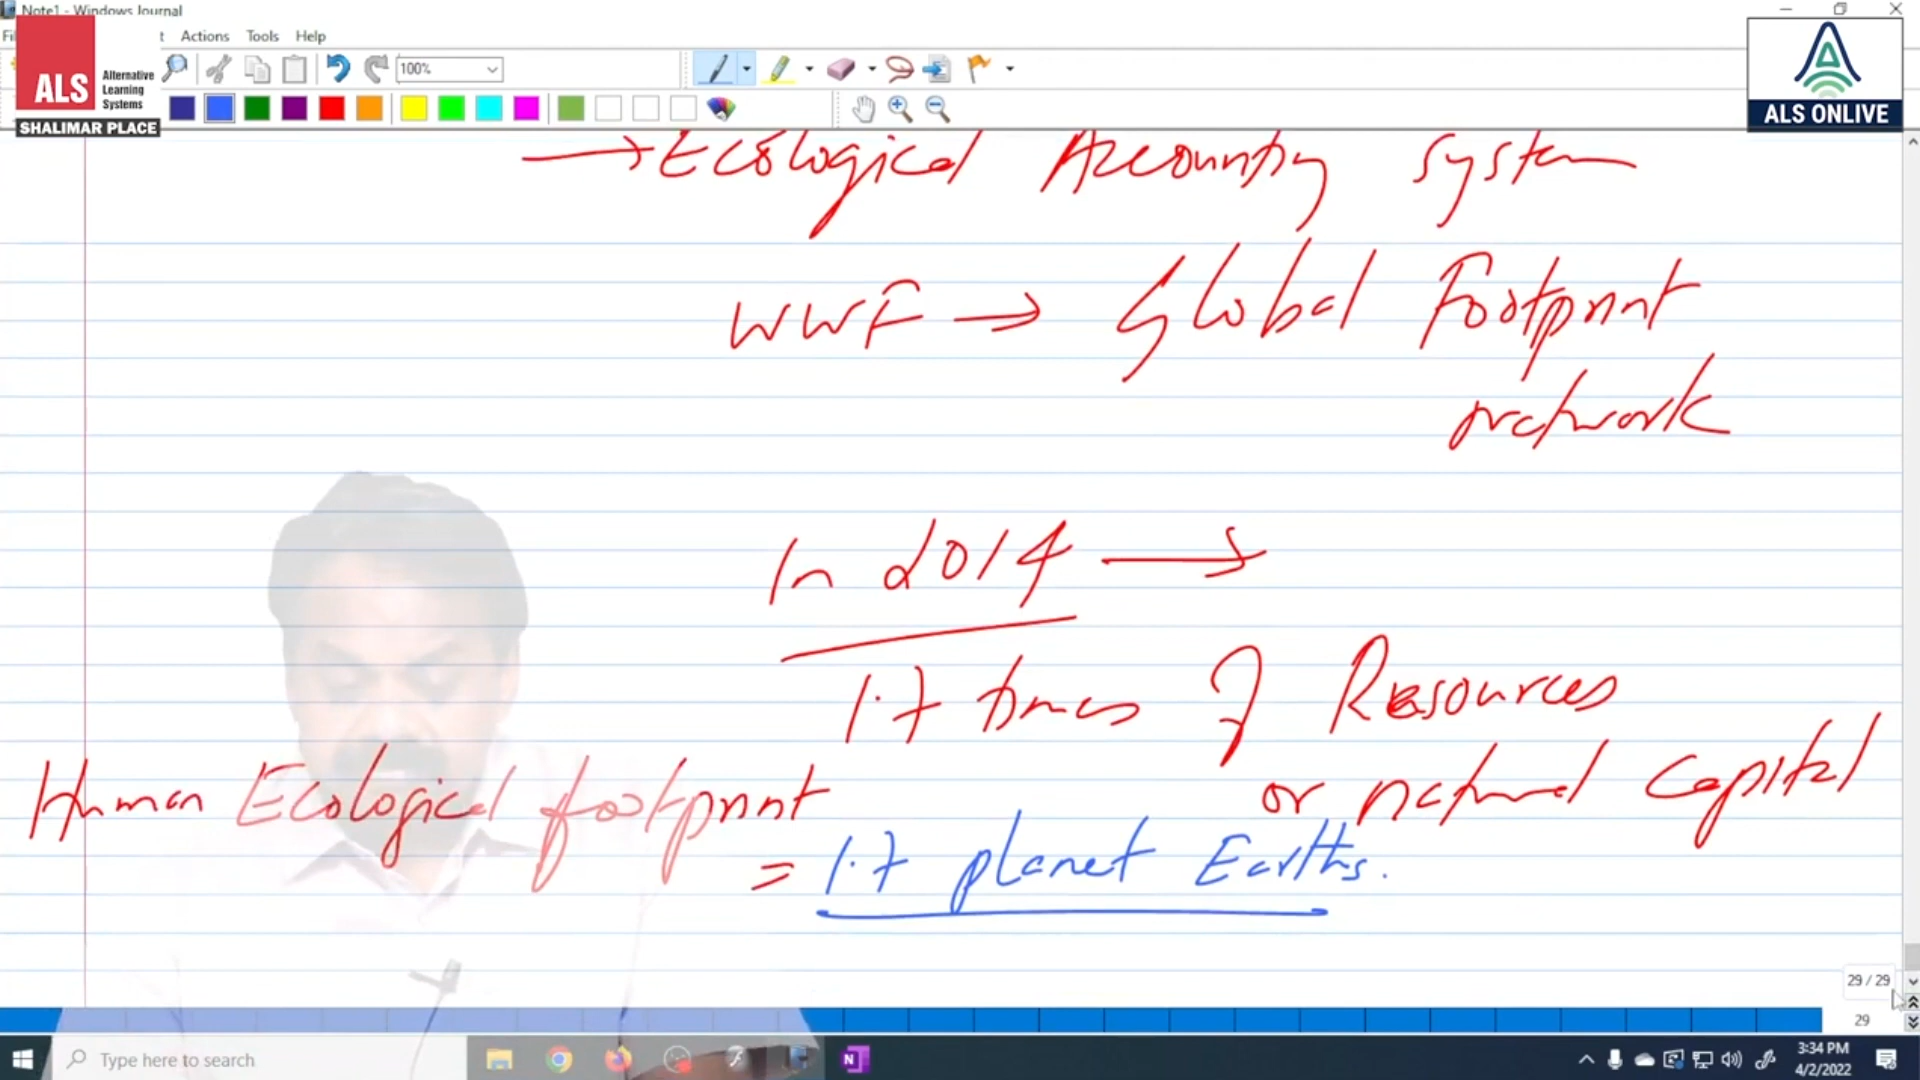 Note1 - Windows Journal
Actions Tools Help
ALS Alternative Learning Systems
SHALIMAR PLACE
100%
ALS ONLIVE
→ Ecological Accounting System
WWF → Global Footprint
network
In 2014 →
1.7 times of Resources
or natural Capital
Human Ecological footprint
= 1.7 planet Earths.
29 / 29
29
Type here to search
3:34 PM
4/2/2022